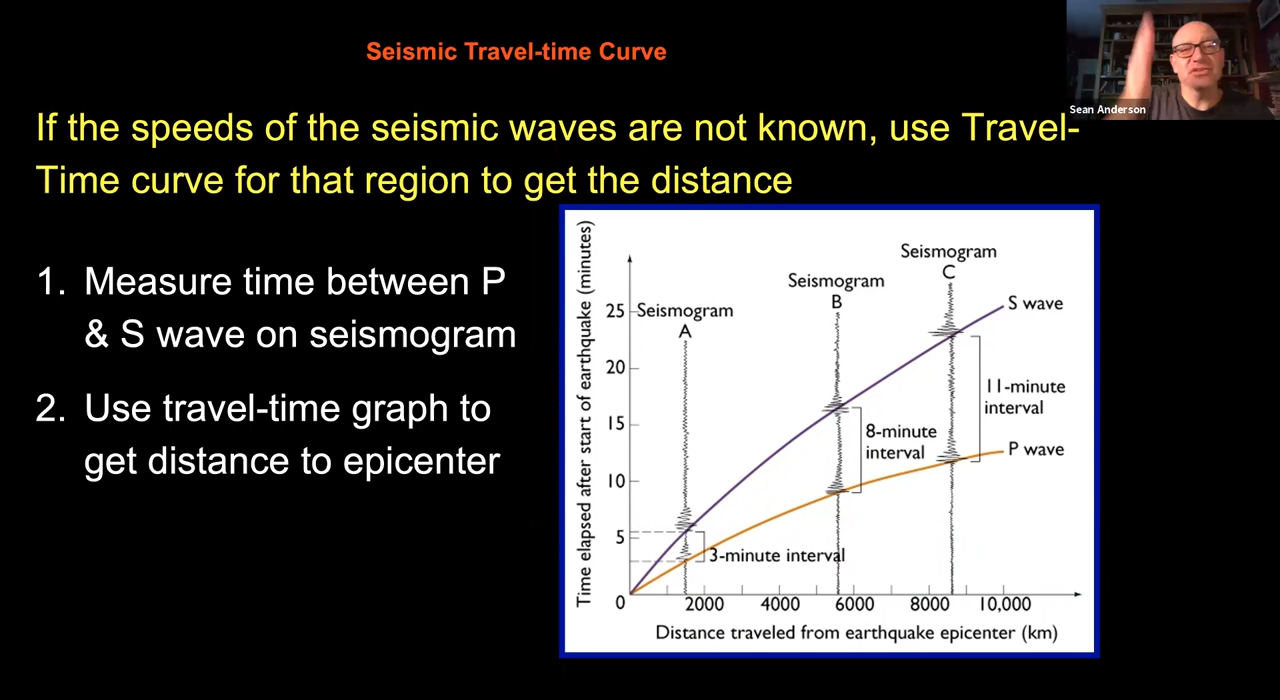 Seismic Travel-time Curve
Sean Anderson
If the speeds of the seismic waves are not known, use Travel-
Time curve for that region to get the distance
1. Measure time between P
& S wave on seismogram
2. Use travel-time graph to
get distance to epicenter
Time elapsed after start of earthquake (minutes)
25
20
15
10
5
0
Seismogram
A
Seismogram
B
Seismogram
C
S wave
11-minute
interval
8-minute
interval
P wave
3-minute interval
2000 4000 6000 8000 10,000
Distance traveled from earthquake epicenter (km)